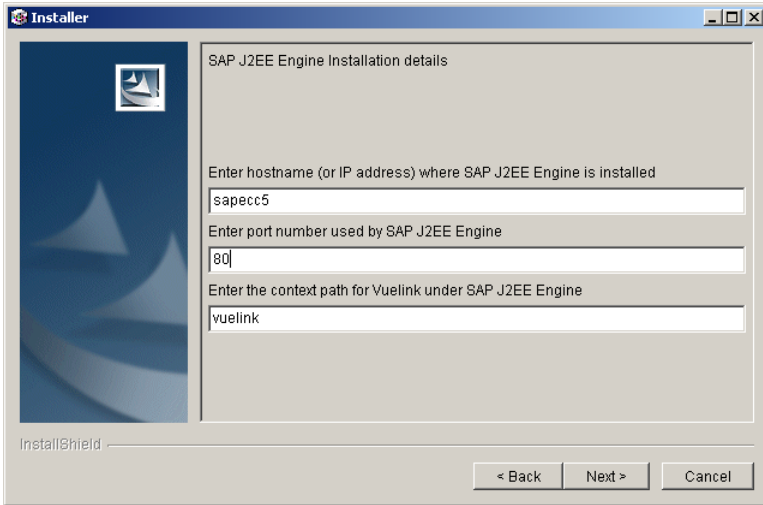 Installer
SAP J2EE Engine Installation details
Enter hostname (or IP address) where SAP J2EE Engine is installed
sapecc5
Enter port number used by SAP J2EE Engine
80
Enter the context path for Vuelink under SAP J2EE Engine
vuelink
InstallShield
< Back Next > Cancel